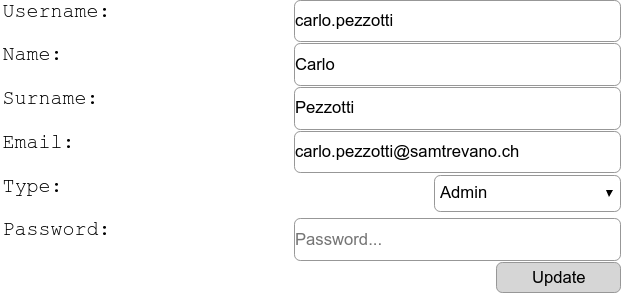 Username: carlo.pezzotti
Name: Carlo
Surname: Pezzotti
Email: carlo.pezzotti@samtrevano.ch
Type: Admin
Password: Password...
Update